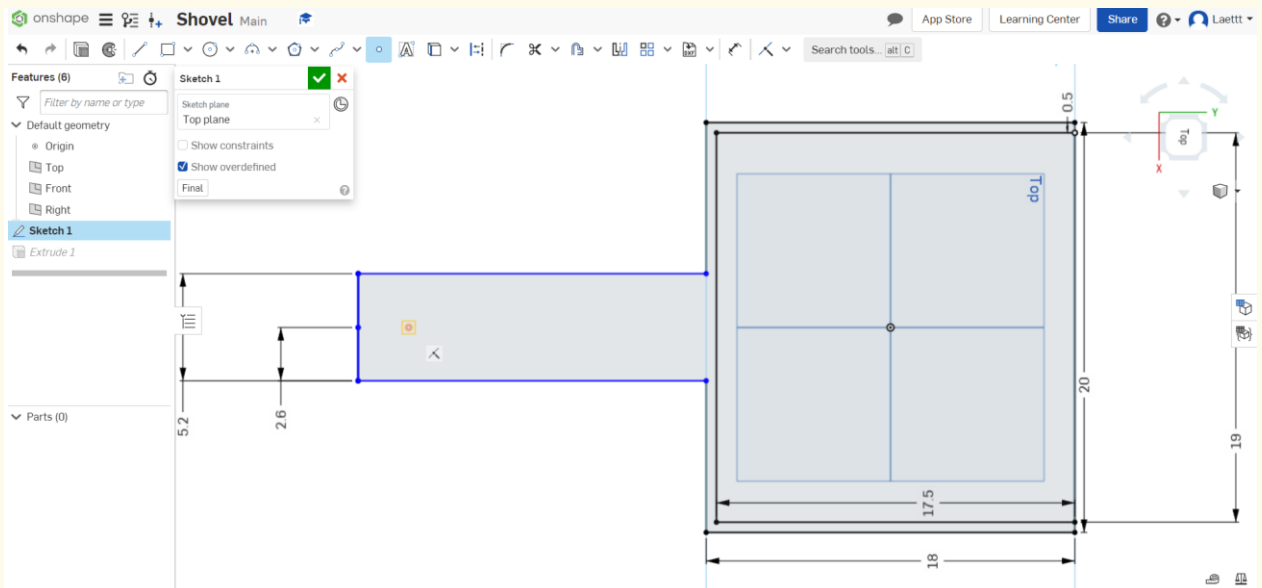 onshape Shovel Main App Store Learning Center Share Laettt
Search tools... alt C
Features (6)
Filter by name or type
Default geometry
Origin
Top
Front
Right
Sketch 1
Extrude 1
Parts (0)
Sketch 1
Sketch plane
Top plane
Show constraints
Show overdefined
Final
0.5
Top
Y
Top
X
5.2
2.6
20
19
17.5
18